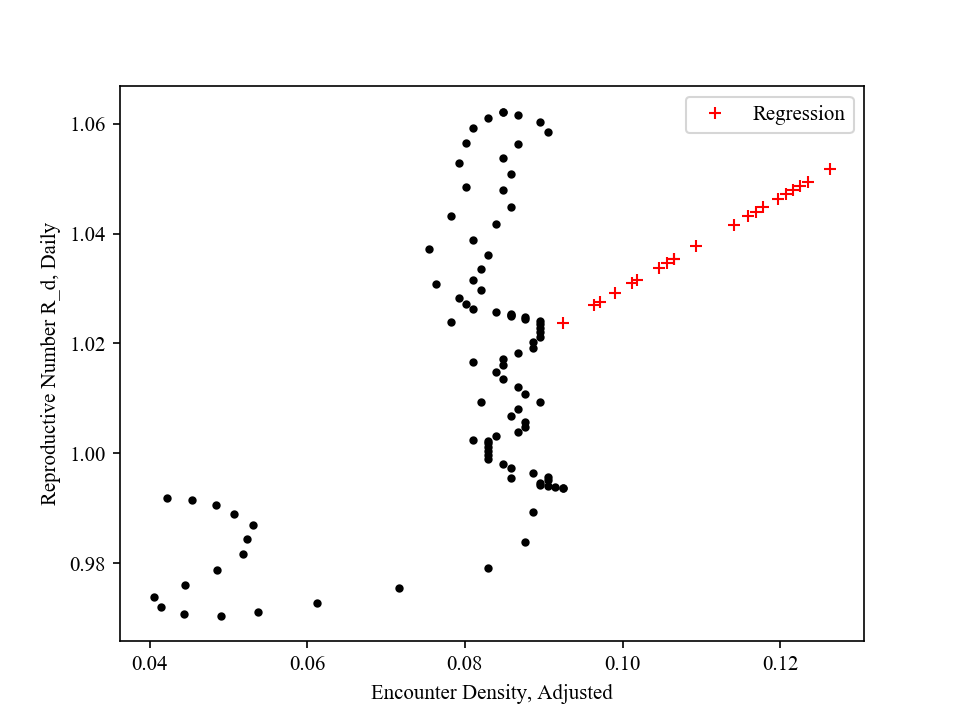 Regression
1.06
1.04
1.02
1.00
0.98
Reproductive Number R_d, Daily
0.04 0.06 0.08 0.10 0.12
Encounter Density, Adjusted